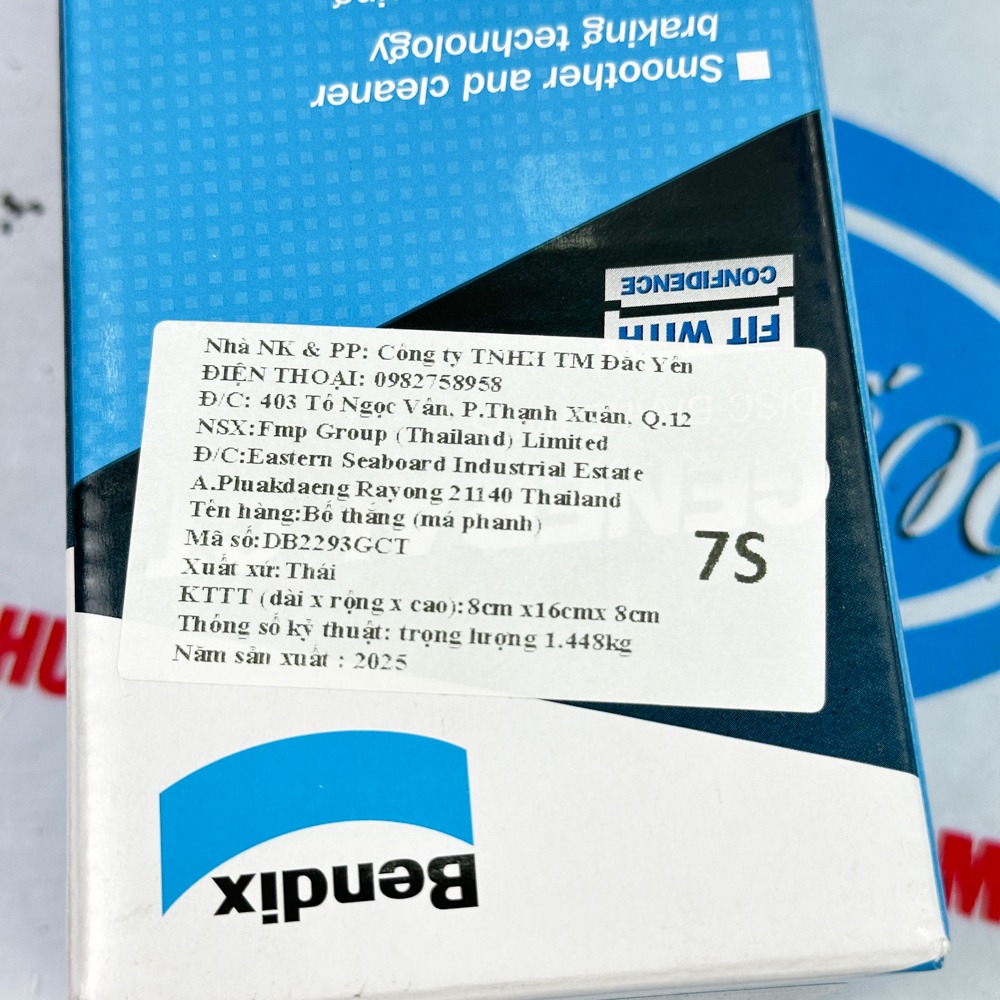 Smoother and cleaner
braking technology
FIT WITH
CONFIDENCE
Nhà NK & PP: Công ty TNHH TM Đắc Yến
ĐIỆN THOẠI: 0982758958
Đ/C: 403 Tô Ngọc Vân, P.Thạnh Xuân, Q.12
NSX:Fmp Group (Thailand) Limited
Đ/C:Eastern Seaboard Industrial Estate
A.Pluakdaeng Rayong 21140 Thailand
Tên hàng:Bố thắng (má phanh)
Mã số:DB2293GCT
Xuất xứ: Thái
KTTT (dài x rộng x cao):8cm x16cmx 8cm
Thông số kỹ thuật: trọng lượng 1.448kg
Năm sản xuất : 2025
7S
Bendix